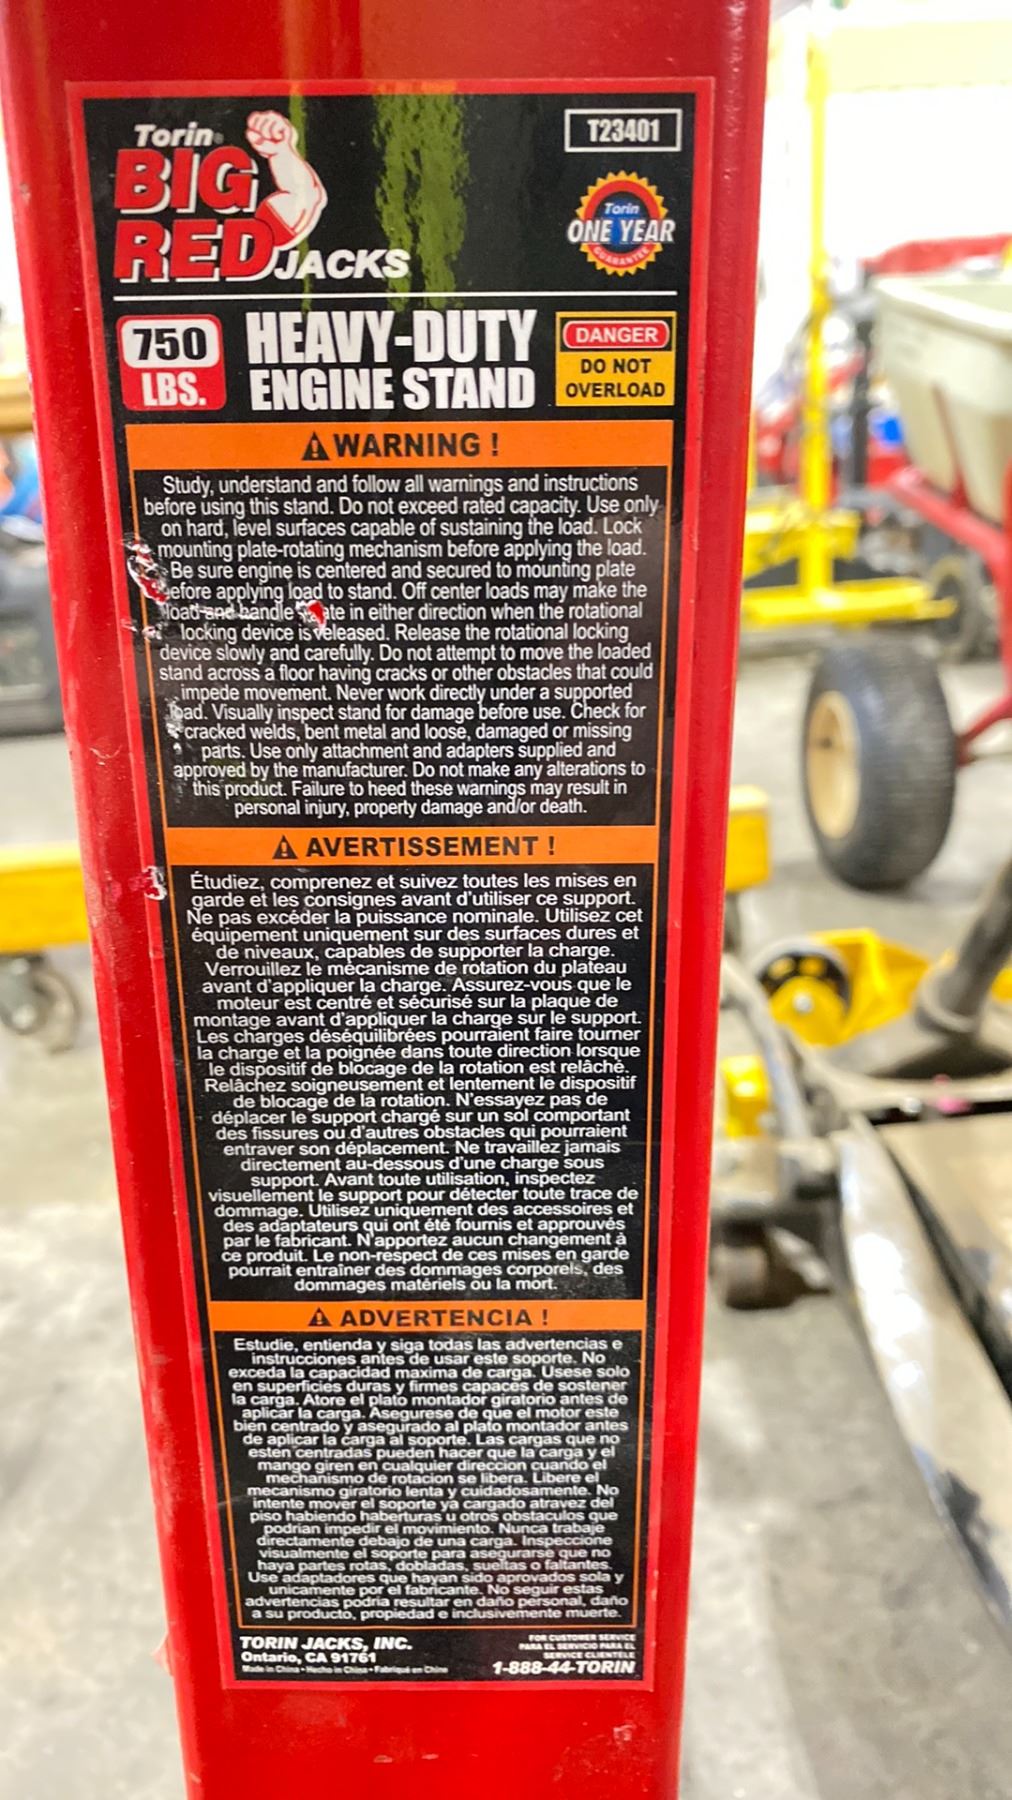 Torin
BIG
RED JACKS
T23401
Torin
ONE YEAR
GUARANTEE
750
LBS.
HEAVY-DUTY
ENGINE STAND
DANGER
DO NOT
OVERLOAD
WARNING !
Study, understand and follow all warnings and instructions
before using this stand. Do not exceed rated capacity. Use only
on hard, level surfaces capable of sustaining the load. Lock
mounting plate-rotating mechanism before applying the load.
Be sure engine is centered and secured to mounting plate
before applying load to stand. Off center loads may make the
load and handle ate in either direction when the rotational
locking device is released. Release the rotational locking
device slowly and carefully. Do not attempt to move the loaded
stand across a floor having cracks or other obstacles that could
impede movement. Never work directly under a supported
load. Visually inspect stand for damage before use. Check for
cracked welds, bent metal and loose, damaged or missing
parts. Use only attachment and adapters supplied and
approved by the manufacturer. Do not make any alterations to
this product. Failure to heed these warnings may result in
personal injury, property damage and/or death.
AVERTISSEMENT !
Étudiez, comprenez et suivez toutes les mises en
garde et les consignes avant d'utiliser ce support.
Ne pas excéder la puissance nominale. Utilisez cet
équipement uniquement sur des surfaces dures et
de niveaux, capables de supporter la charge.
Verrouillez le mécanisme de rotation du plateau
avant d'appliquer la charge. Assurez-vous que le
moteur est centré et sécurisé sur la plaque de
montage avant d'appliquer la charge sur le support.
Les charges déséquilibrées pourraient faire tourner
la charge et la poignée dans toute direction lorsque
le dispositif de blocage de la rotation est relâché.
Relâchez soigneusement et lentement le dispositif
de blocage de la rotation. N'essayez pas de
déplacer le support chargé sur un sol comportant
des fissures ou d'autres obstacles qui pourraient
entraver son déplacement. Ne travaillez jamais
directement au-dessous d'une charge sous
support. Avant toute utilisation, inspectez
visuellement le support pour détecter toute trace de
dommage. Utilisez uniquement des accessoires et
des adaptateurs qui ont été fournis et approuvés
par le fabricant. N'apportez aucun changement à
ce produit. Le non-respect de ces mises en garde
pourrait entraîner des dommages corporels, des
dommages matériels ou la mort.
ADVERTENCIA !
Estudie, entienda y siga todas las advertencias e
instrucciones antes de usar este soporte. No
exceda la capacidad maxima de carga. Usese solo
en superficies duras y firmes capaces de sostener
la carga. Atore el plato montador giratorio antes de
aplicar la carga. Asegurese de que el motor este
bien centrado y asegurado al plato montador antes
de aplicar la carga al soporte. Las cargas que no
esten centradas pueden hacer que la carga y el
mango giren en cualquier direccion cuando el
mechanismo de rotacion se libera. Libere el
mecanismo giratorio lenta y cuidadosamente. No
intente mover el soporte ya cargado atravez del
piso habiendo haberturas u otros obstaculos que
podrian impedir el movimiento. Nunca trabaje
directamente debajo de una carga. Inspeccione
visualmente el soporte para asegurarse que no
haya partes rotas, dobladas, sueltas o faltantes.
Use adaptadores que hayan sido aprovados sola y
unicamente por el fabricante. No seguir estas
advertencias podria resultar en daño personal, daño
a su producto, propiedad e inclusivemente muerte.
TORIN JACKS, INC.
Ontario, CA 91761
Made in China • Hecho in China • Fabriqué en Chine
FOR CUSTOMER SERVICE
PARA EL SERVICIO PARA EL
SERVICE CLIENTELE
1-888-44-TORIN